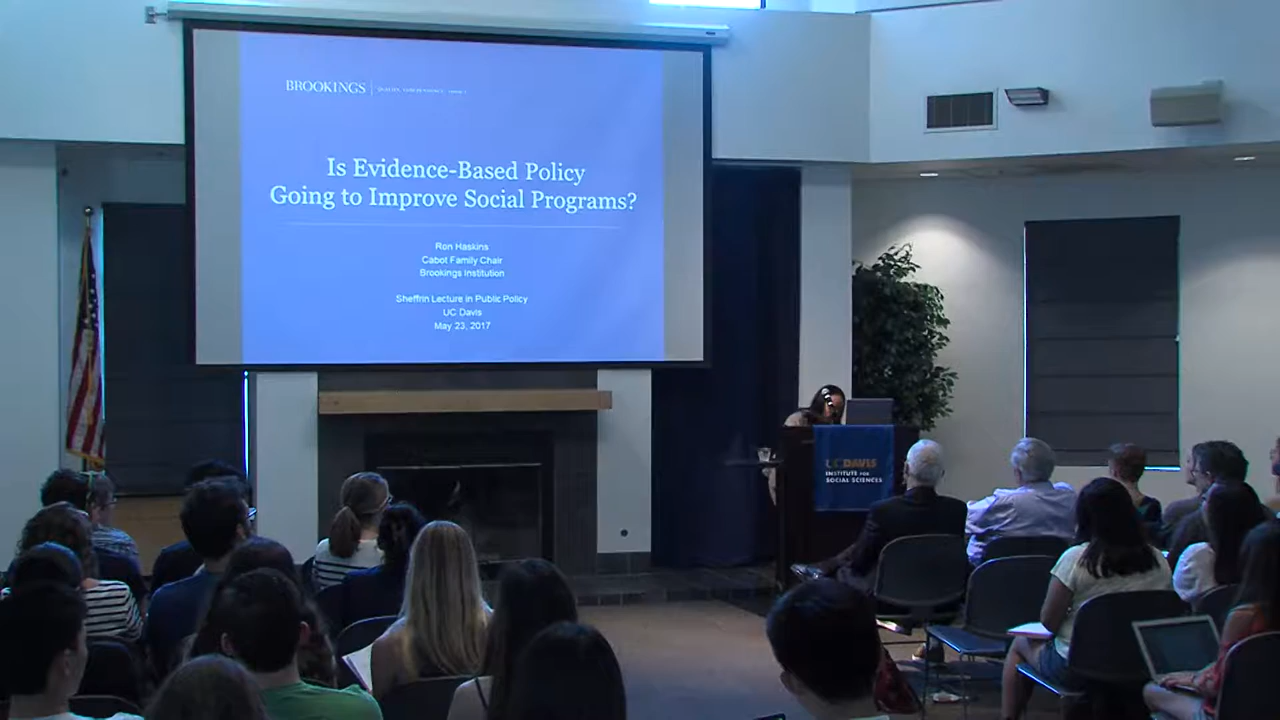 BROOKINGS
Is Evidence-Based Policy
Going to Improve Social Programs?
Ron Haskins
Cabot Family Chair
Brookings Institution
Sheffrin Lecture in Public Policy
UC Davis
May 23, 2017
UCDAVIS
INSTITUTE FOR
SOCIAL SCIENCES